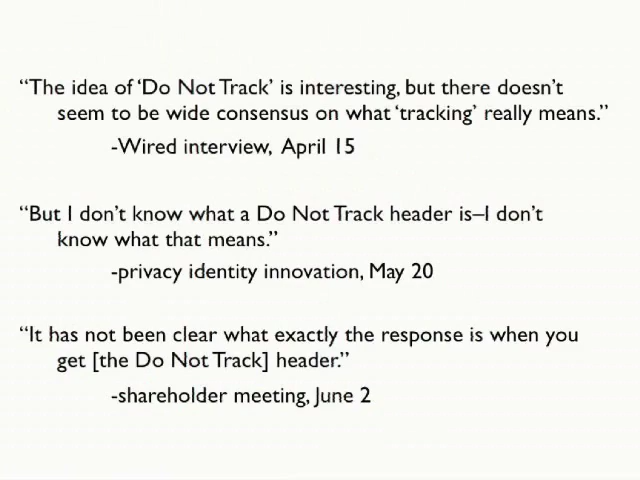 “The idea of ‘Do Not Track’ is interesting, but there doesn’t
seem to be wide consensus on what ‘tracking’ really means.”
-Wired interview, April 15
“But I don’t know what a Do Not Track header is–I don’t
know what that means.”
-privacy identity innovation, May 20
“It has not been clear what exactly the response is when you
get [the Do Not Track] header.”
-shareholder meeting, June 2